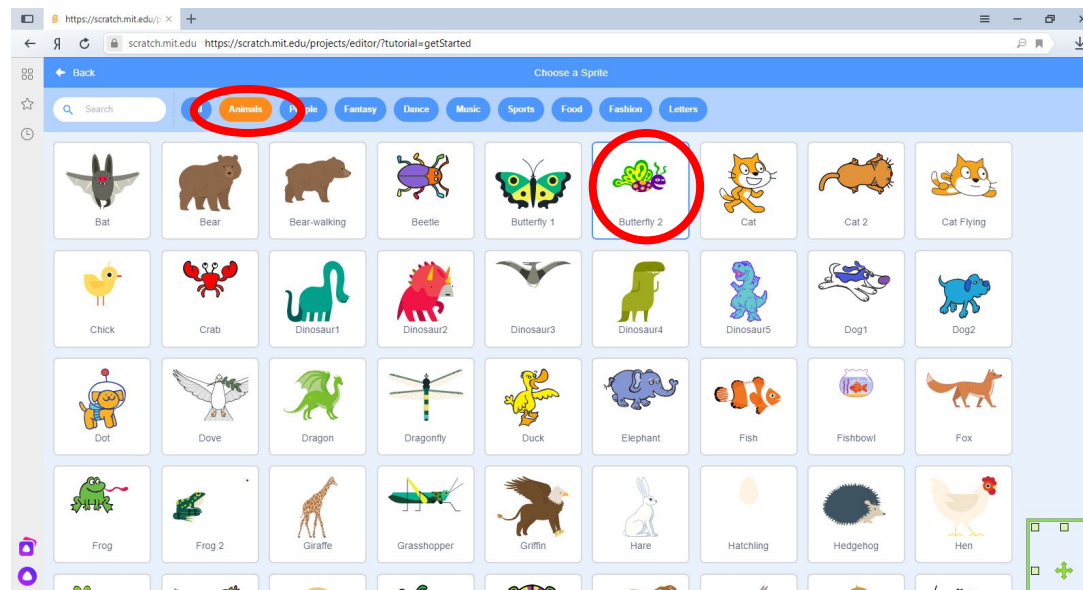 https://scratch.mit.edu/p
scratch.mit.edu https://scratch.mit.edu/projects/editor/?tutorial=getStarted
Back Choose a Sprite
Search Animals Fantasy Dance Music Sports Food Fashion Letters
Bat Bear Bear-walking Beetle Butterfly 1 Butterfly 2 Cat Cat 2 Cat Flying
Chick Crab Dinosaur1 Dinosaur2 Dinosaur3 Dinosaur4 Dinosaur5 Dog1 Dog2
Dot Dove Dragon Dragonfly Duck Elephant Fish Fishbowl Fox
Frog Frog 2 Giraffe Grasshopper Griffin Hare Hatchling Hedgehog Hen